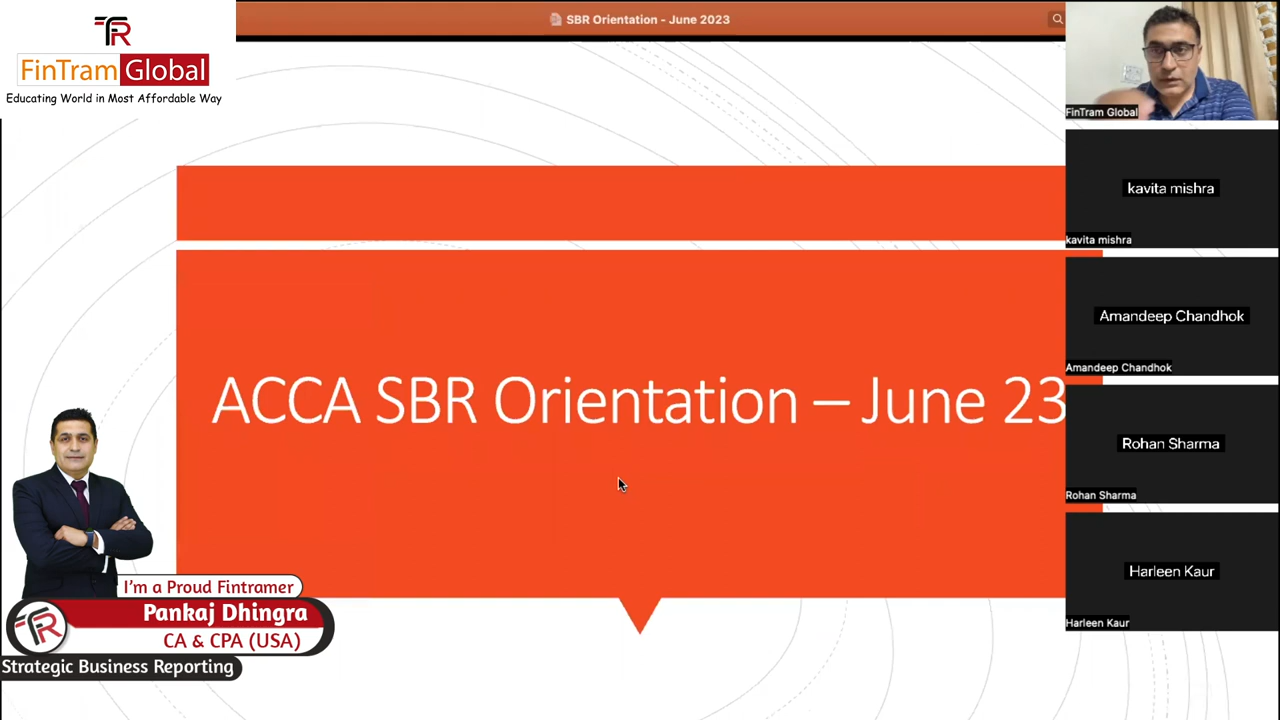 FR
FinTram Global
Educating World in Most Affordable Way
SBR Orientation - June 2023
ACCA SBR Orientation – June 23
FinTram Global
kavita mishra
kavita mishra
Amandeep Chandhok
Amandeep Chandhok
Rohan Sharma
Rohan Sharma
Harleen Kaur
Harleen Kaur
I'm a Proud Fintramer
Pankaj Dhingra
CA & CPA (USA)
FR
Strategic Business Reporting